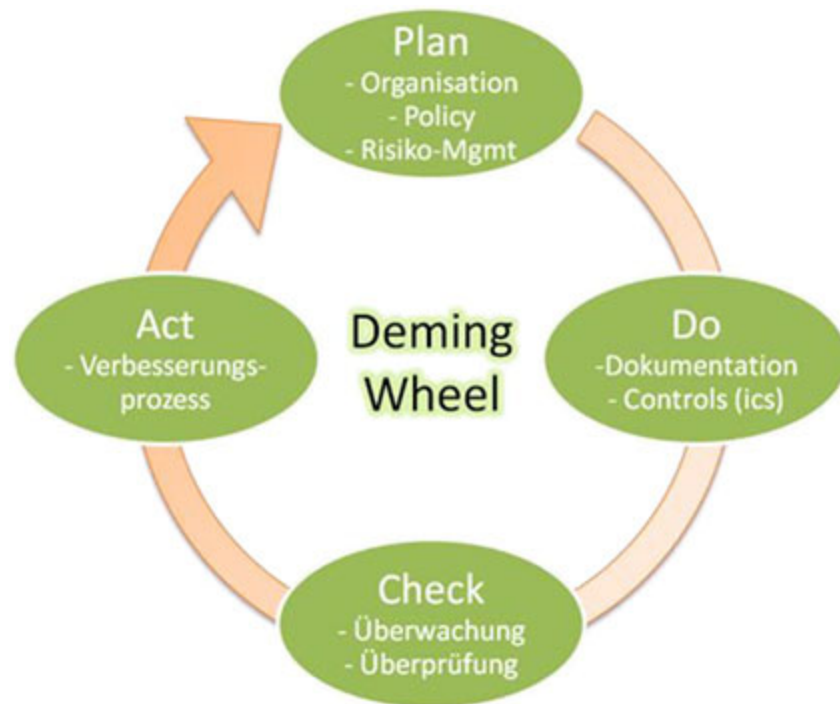 Plan
- Organisation
- Policy
- Risiko-Mgmt
Act
- Verbesserungs-
prozess
Deming
Wheel
Do
-Dokumentation
- Controls (ics)
Check
- Überwachung
- Überprüfung